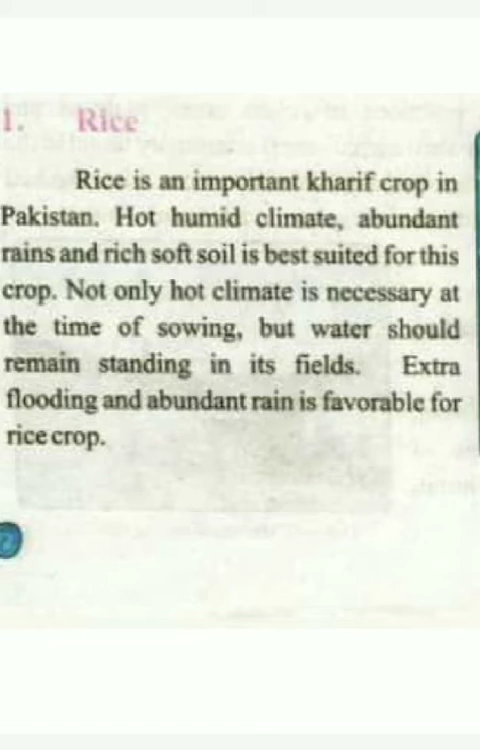 1. Rice
Rice is an important kharif crop in
Pakistan. Hot humid climate, abundant
rains and rich soft soil is best suited for this
crop. Not only hot climate is necessary at
the time of sowing, but water should
remain standing in its fields. Extra
flooding and abundant rain is favorable for
rice crop.